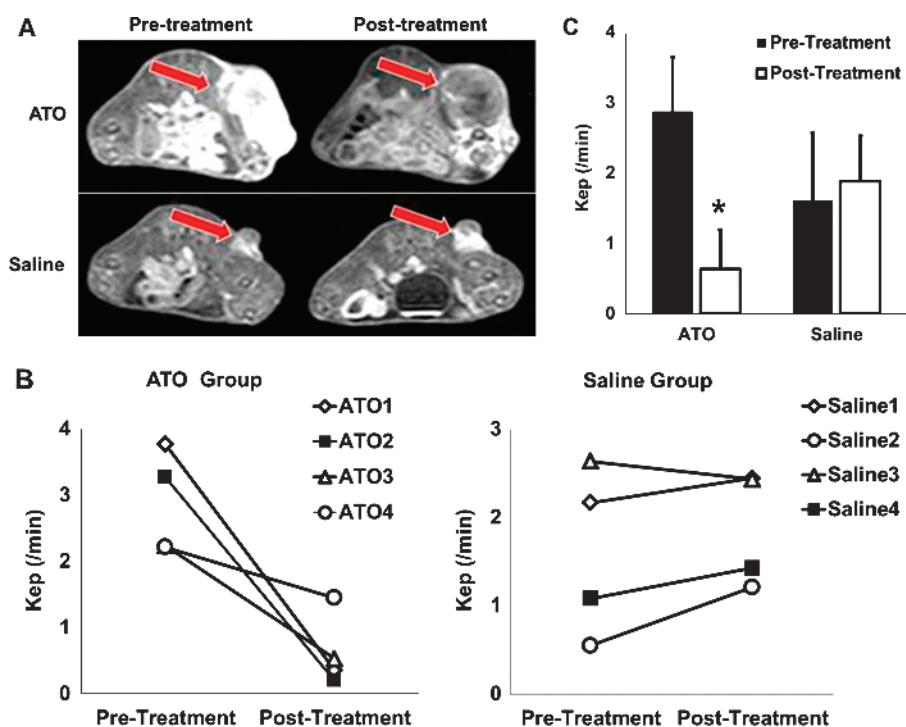 A
Pre-treatment
Post-treatment
ATO
Saline
C
Pre-Treatment
Post-Treatment
Kep (/min)
4
3
2
1
0
*
ATO
Saline
B
ATO Group
ATO1
ATO2
ATO3
ATO4
Kep (/min)
4
3
2
1
0
Pre-Treatment
Post-Treatment
Saline Group
Saline1
Saline2
Saline3
Saline4
Kep (/min)
3
2
1
0
Pre-Treatment
Post-Treatment